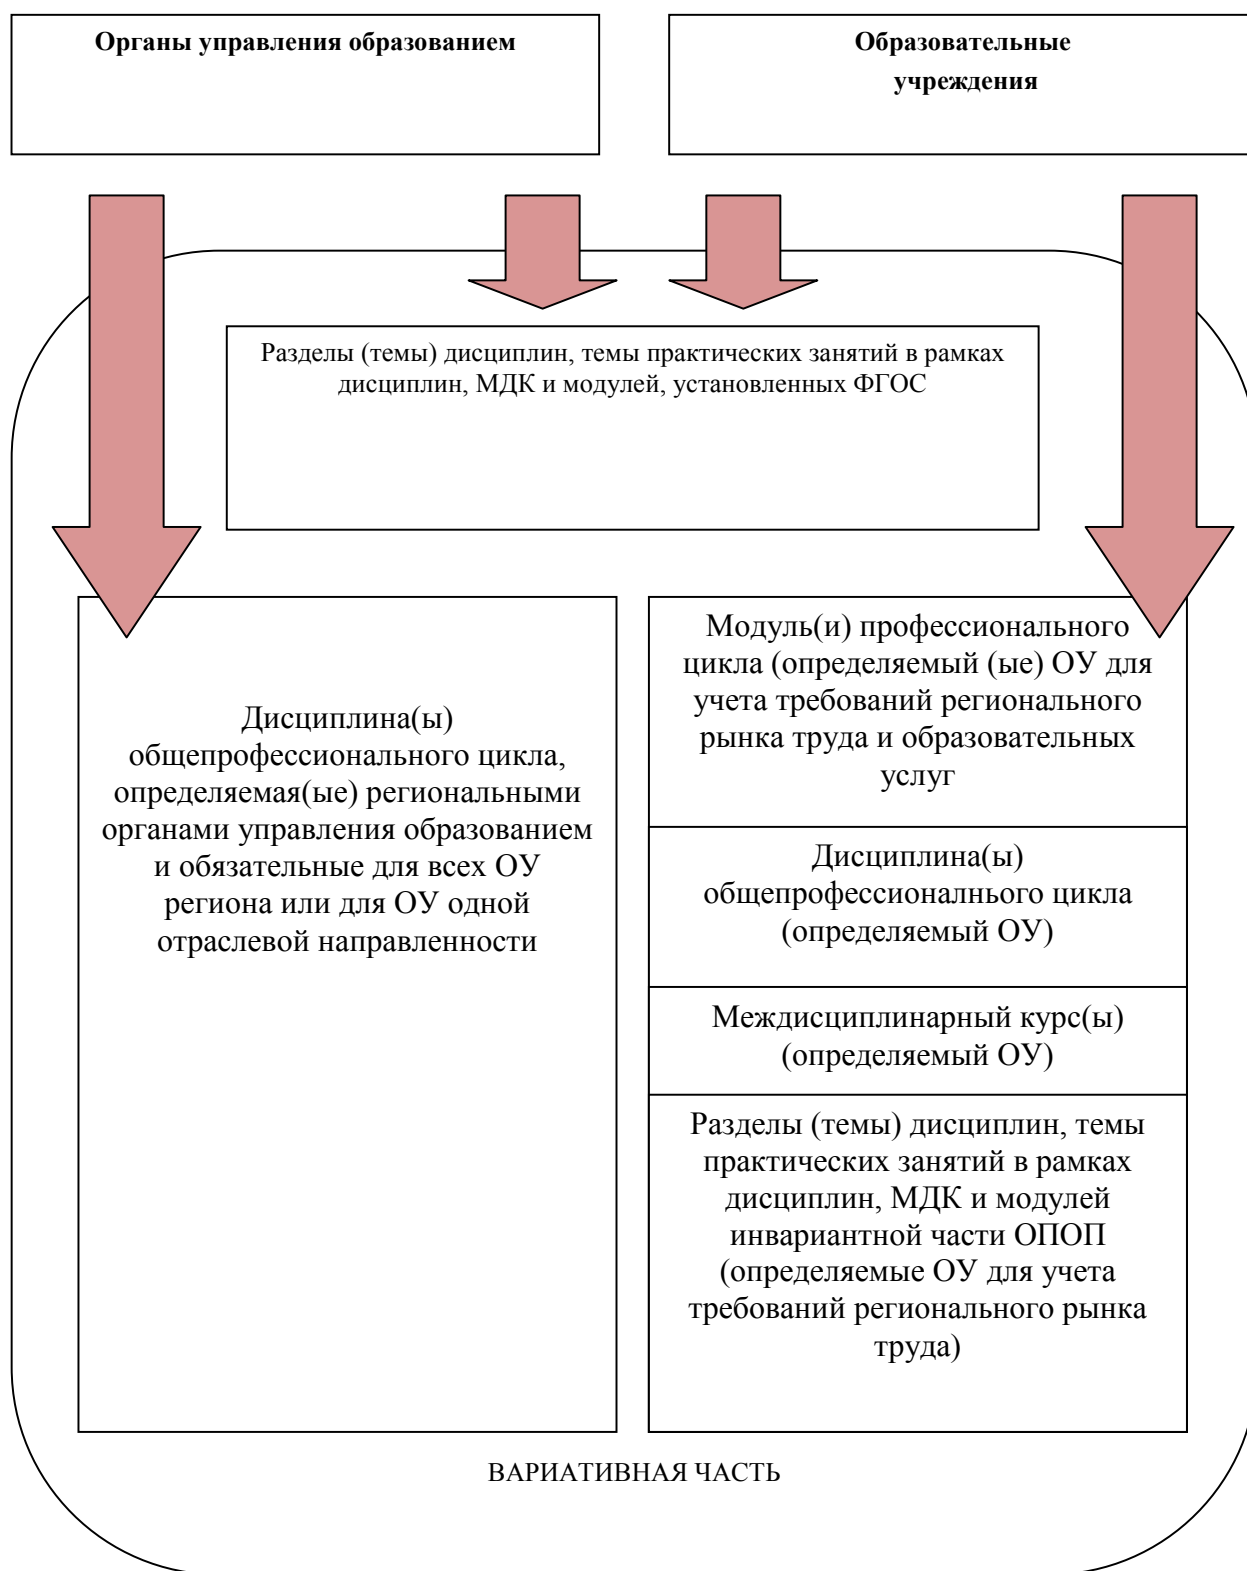 Органы управления образованием
Образовательные
учреждения
Разделы (темы) дисциплин, темы практических занятий в рамках
дисциплин, МДК и модулей, установленных ФГОС
Дисциплина(ы)
общепрофессионального цикла,
определяемая(ые) региональными
органами управления образованием
и обязательные для всех ОУ
региона или для ОУ одной
отраслевой направленности
Модуль(и) профессионального
цикла (определяемый (ые) ОУ для
учета требований регионального
рынка труда и образовательных
услуг
Дисциплина(ы)
общепрофессионалнього цикла
(определяемый ОУ)
Междисциплинарный курс(ы)
(определяемый ОУ)
Разделы (темы) дисциплин, темы
практических занятий в рамках
дисциплин, МДК и модулей
инвариантной части ОПОП
(определяемые ОУ для учета
требований регионального рынка
труда)
ВАРИАТИВНАЯ ЧАСТЬ